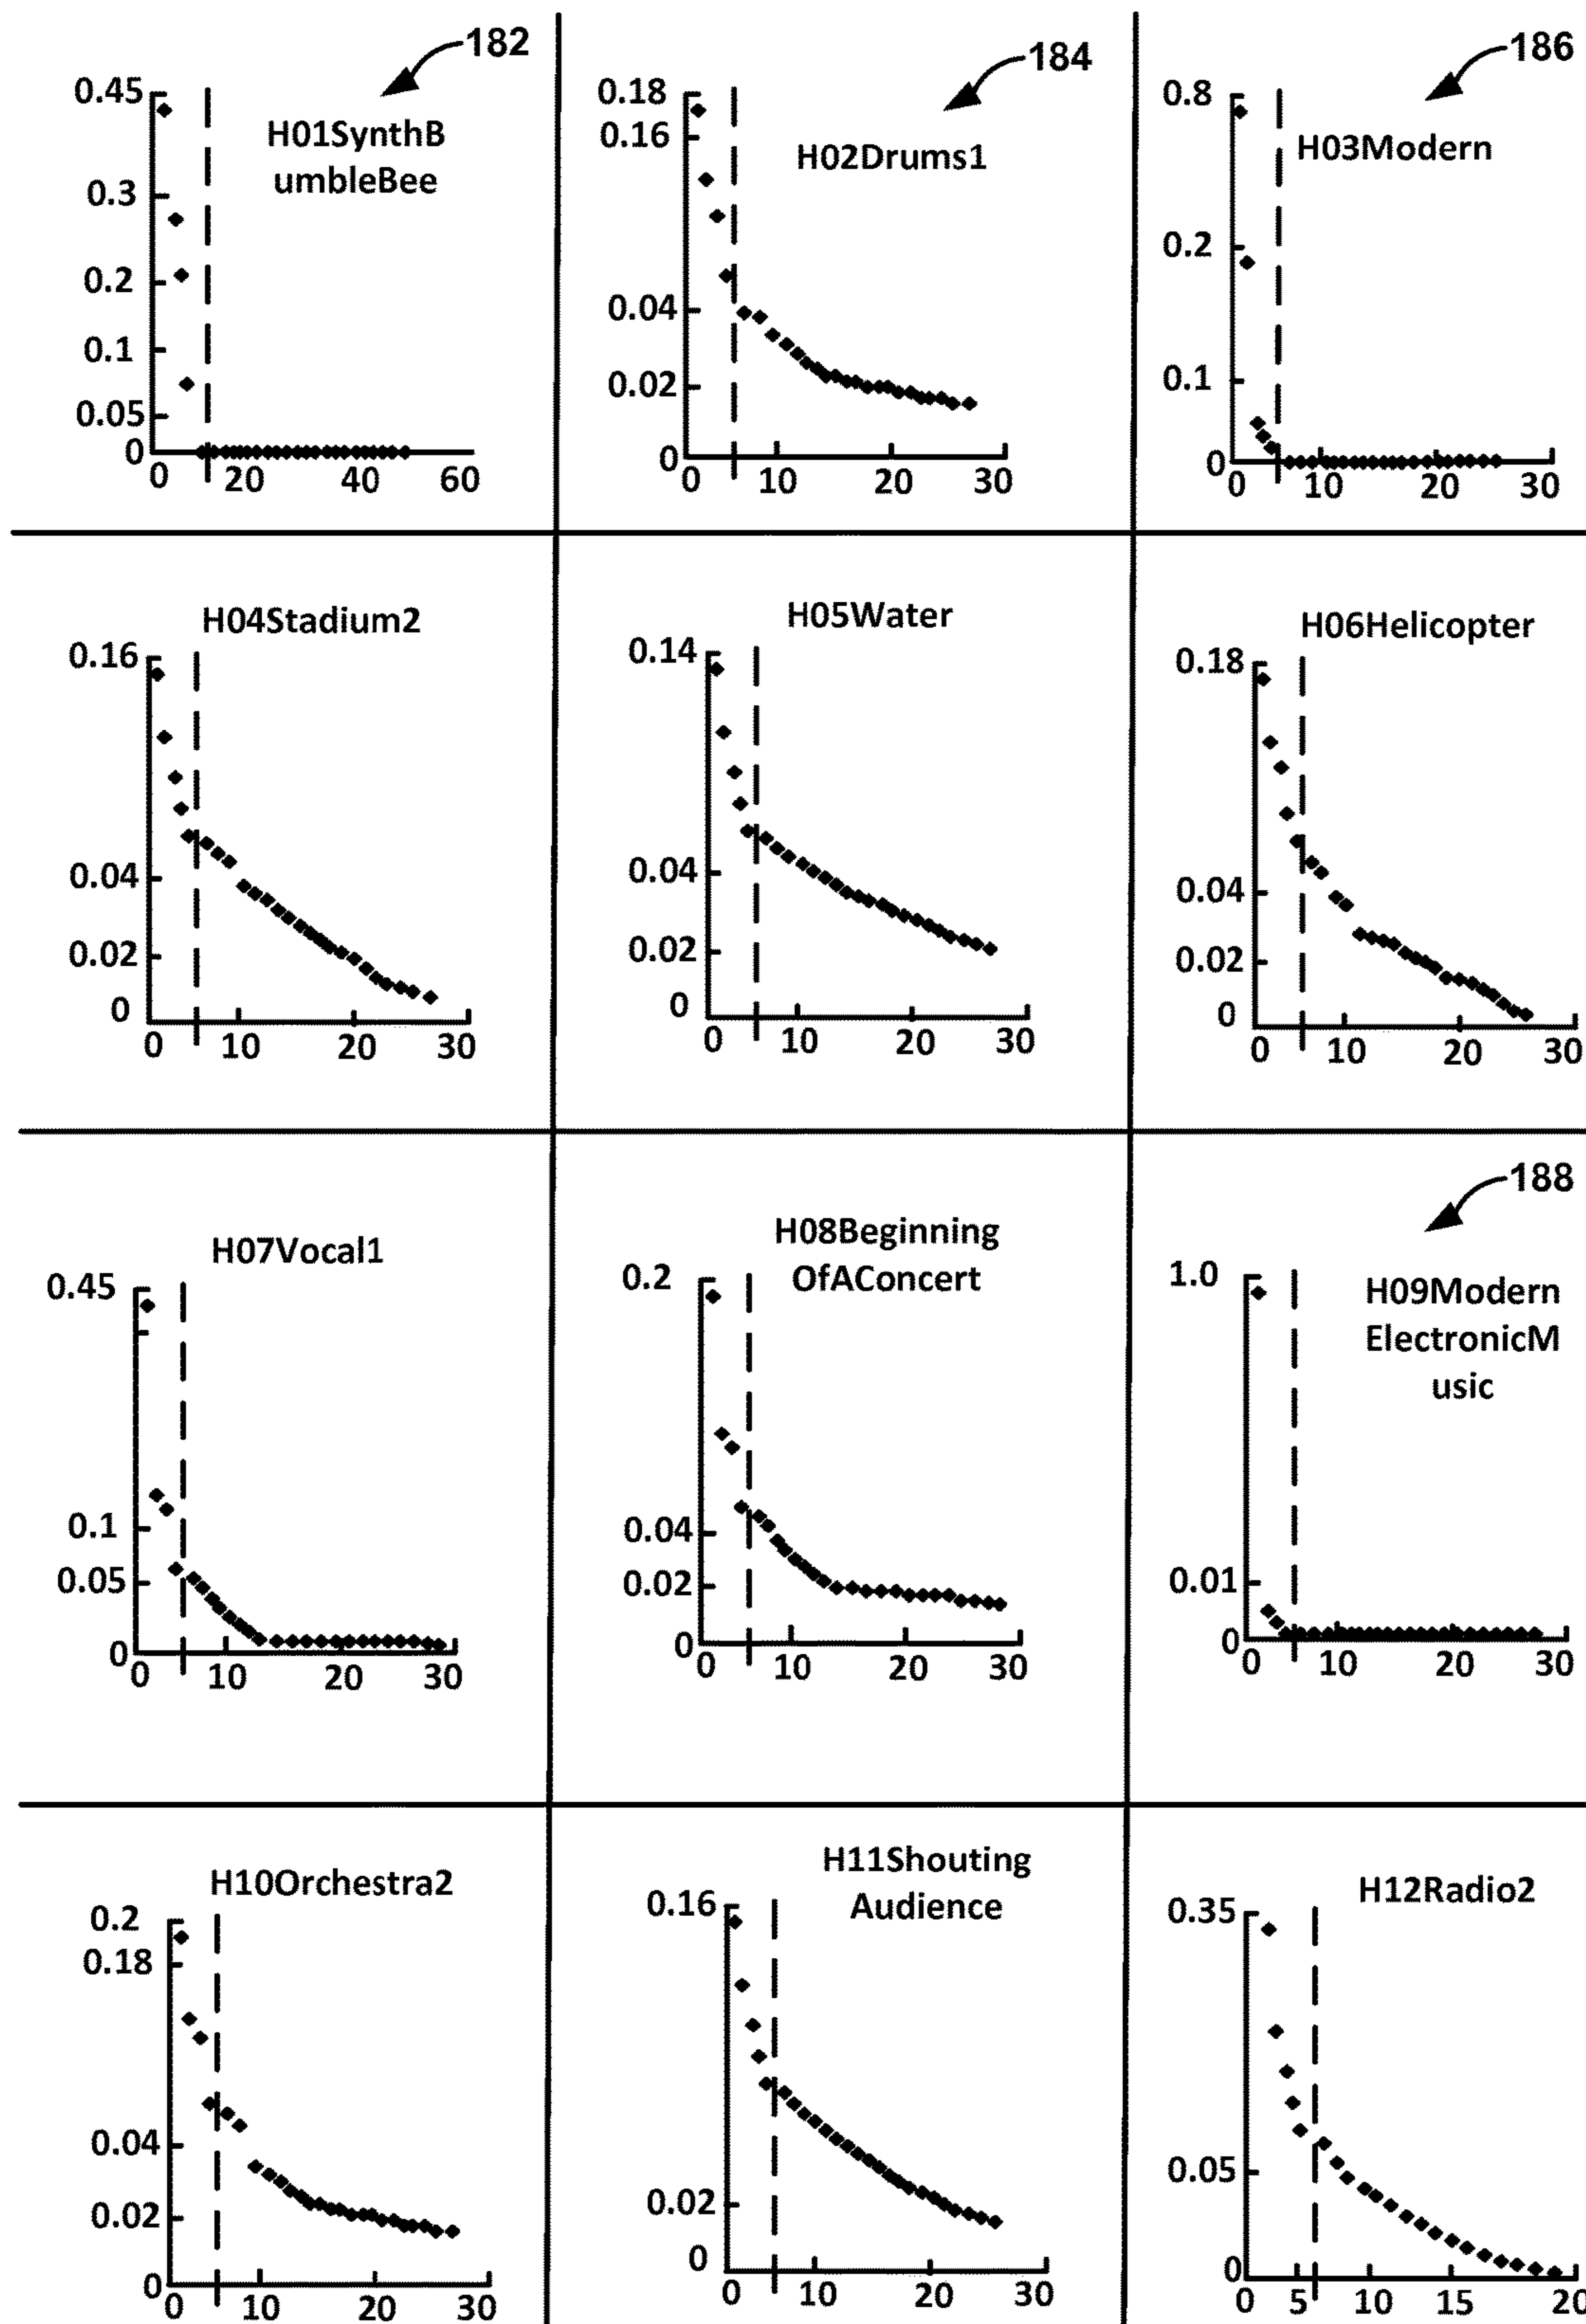 182
0.45
H01SynthB
umbleBee
0.3
0.2
0.1
0.05
0
0 20 40 60
184
0.18
0.16
H02Drums1
0.04
0.02
0
0 10 20 30
186
0.8
H03Modern
0.2
0.1
0
0 10 20 30
H04Stadium2
0.16
0.04
0.02
0
0 10 20 30
H05Water
0.14
0.04
0.02
0
0 10 20 30
H06Helicopter
0.18
0.04
0.02
0
0 10 20 30
H07Vocal1
0.45
0.1
0.05
0
0 10 20 30
H08Beginning
OfAConcert
0.2
0.04
0.02
0
0 10 20 30
188
1.0
H09Modern
ElectronicM
usic
0.01
0
0 10 20 30
H10Orchestra2
0.2
0.18
0.04
0.02
0
0 10 20 30
H11Shouting
Audience
0.16
0.02
0
0 10 20 30
H12Radio2
0.35
0.05
0
0 5 10 15 20